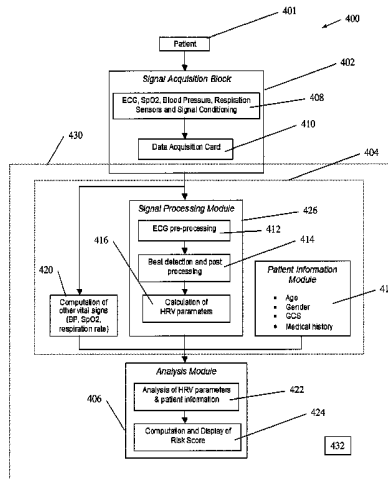 401
400
Patient
Signal Acquisition Block
402
ECG, SpO2, Blood Pressure, Respiration
Sensors and Signal Conditioning
408
430
Data Acquisition Card
410
404
Signal Processing Module
426
ECG pre-processing
412
416
Beat detection and post
processing
414
420
Calculation of
HRV parameters
Computation of
other vital signs
(BP, SpO2,
respiration rate)
Patient Information
Module
Age
Gender
GCS
Medical history
41
Analysis Module
Analysis of HRV parameters
& patient information
422
406
Computation and Display of
Risk Score
424
432